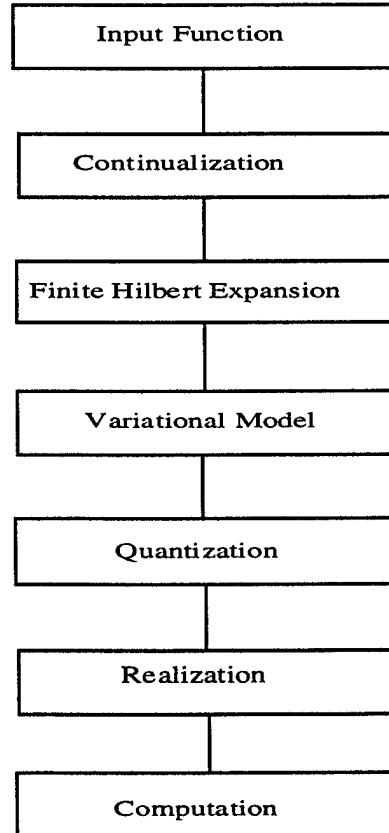 Input Function
Continualization
Finite Hilbert Expansion
Variational Model
Quantization
Realization
Computation